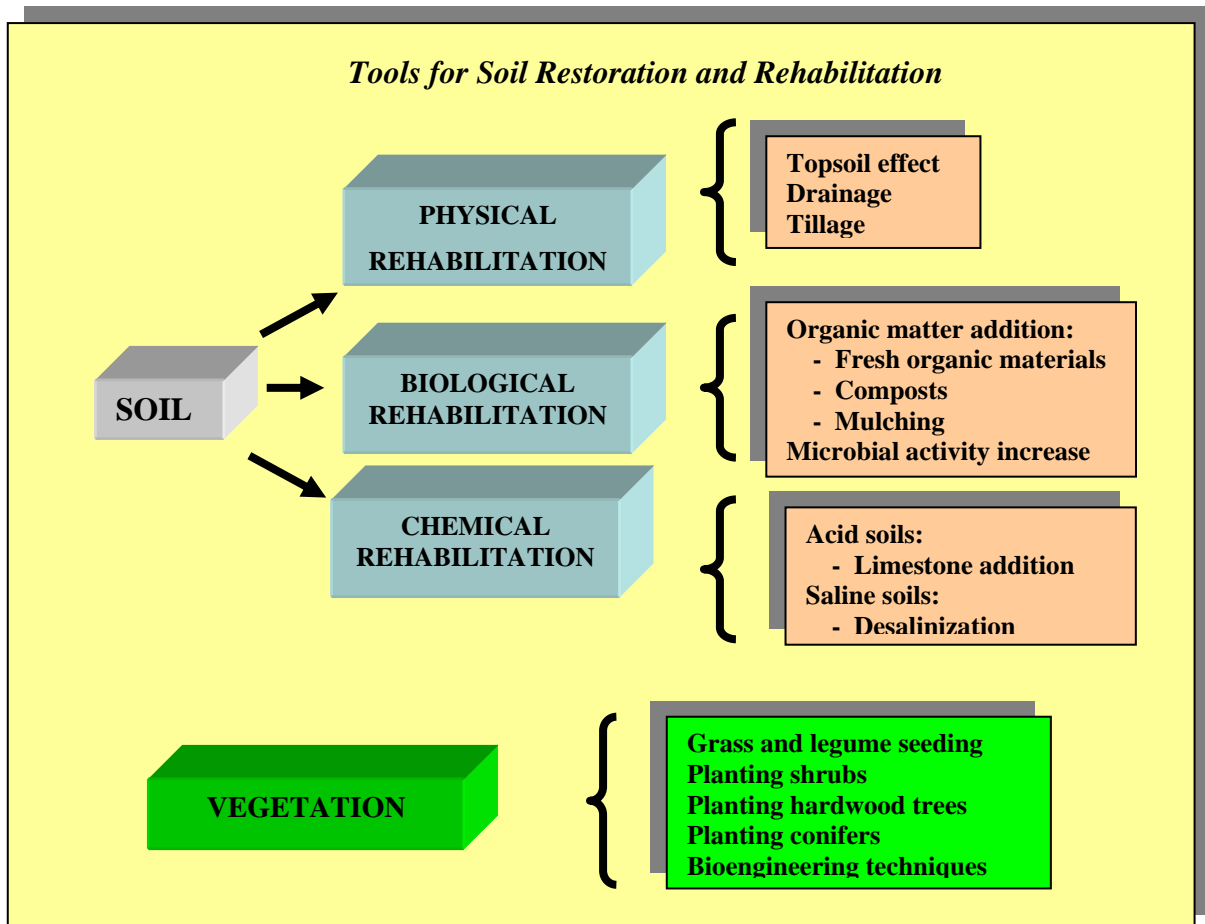 Tools for Soil Restoration and Rehabilitation
SOIL
PHYSICAL
REHABILITATION
Topsoil effect
Drainage
Tillage
BIOLOGICAL
REHABILITATION
Organic matter addition:
- Fresh organic materials
- Composts
- Mulching
Microbial activity increase
CHEMICAL
REHABILITATION
Acid soils:
- Limestone addition
Saline soils:
- Desalinization
VEGETATION
Grass and legume seeding
Planting shrubs
Planting hardwood trees
Planting conifers
Bioengineering techniques